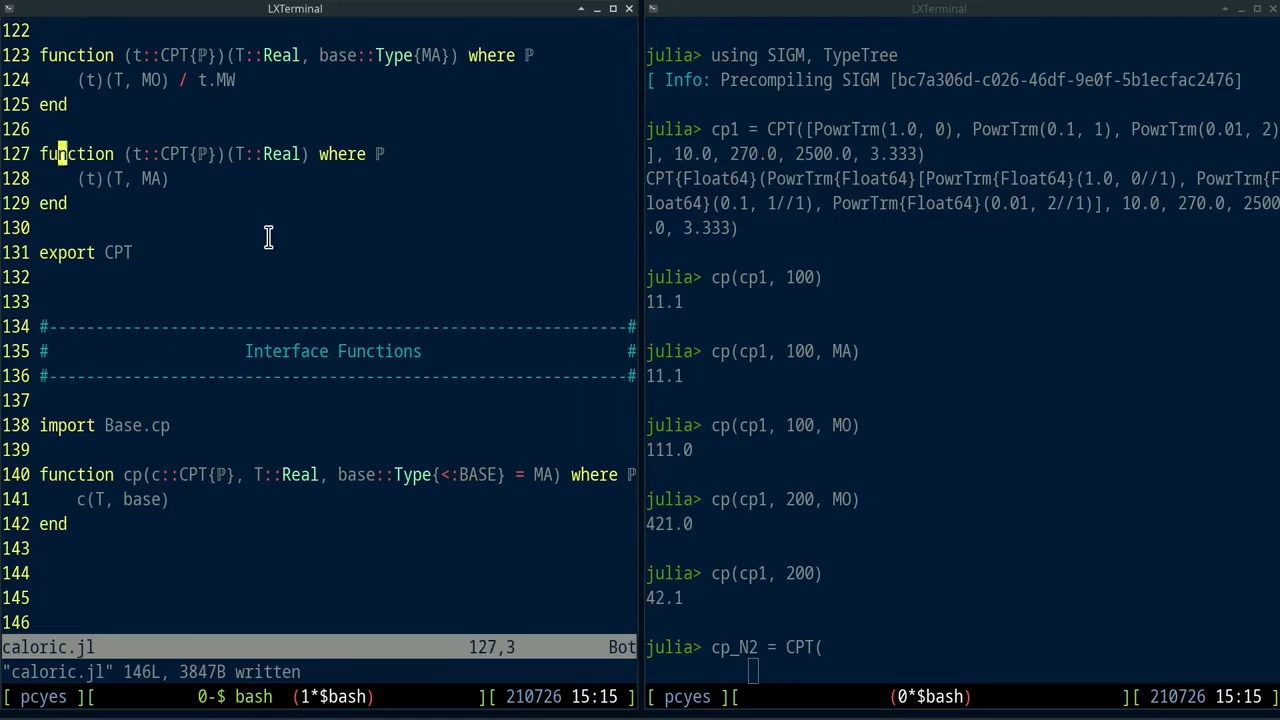 LXTerminal
122
123 function (t::CPT{ℙ})(T::Real, base::Type{MA}) where ℙ
124     (t)(T, MO) / t.MW
125 end
126
127 function (t::CPT{ℙ})(T::Real) where ℙ
128     (t)(T, MA)
129 end
130
131 export CPT
132
133
134 #---------------------------------------------------------------#
135 #                      Interface Functions                       #
136 #---------------------------------------------------------------#
137
138 import Base.cp
139
140 function cp(c::CPT{ℙ}, T::Real, base::Type{<:BASE} = MA) where ℙ
141     c(T, base)
142 end
143
144
145
146
caloric.jl                                         127,3          Bot
"caloric.jl" 146L, 3847B written
[ pcyes ][           0-$ bash  (1*$bash)           ][ 210726 15:15 ]
LXTerminal
julia> using SIGM, TypeTree
[ Info: Precompiling SIGM [bc7a306d-c026-46df-9e0f-5b1ecfac2476]
julia> cp1 = CPT([PowrTrm(1.0, 0), PowrTrm(0.1, 1), PowrTrm(0.01, 2)
], 10.0, 270.0, 2500.0, 3.333)
CPT{Float64}(PowrTrm{Float64}[PowrTrm{Float64}(1.0, 0//1), PowrTrm{F
loat64}(0.1, 1//1), PowrTrm{Float64}(0.01, 2//1)], 10.0, 270.0, 2500
.0, 3.333)
julia> cp(cp1, 100)
11.1
julia> cp(cp1, 100, MA)
11.1
julia> cp(cp1, 100, MO)
111.0
julia> cp(cp1, 200, MO)
421.0
julia> cp(cp1, 200)
42.1
julia> cp_N2 = CPT(
[ pcyes ][                (0*$bash)                ][ 210726 15:15 ]